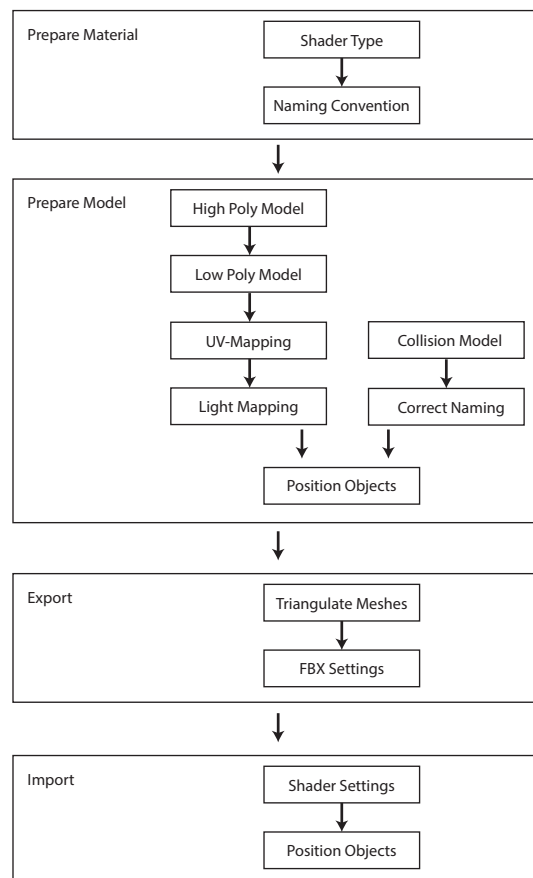 Prepare Material
Shader Type
Naming Convention
Prepare Model
High Poly Model
Low Poly Model
UV-Mapping
Collision Model
Light Mapping
Correct Naming
Position Objects
Export
Triangulate Meshes
FBX Settings
Import
Shader Settings
Position Objects